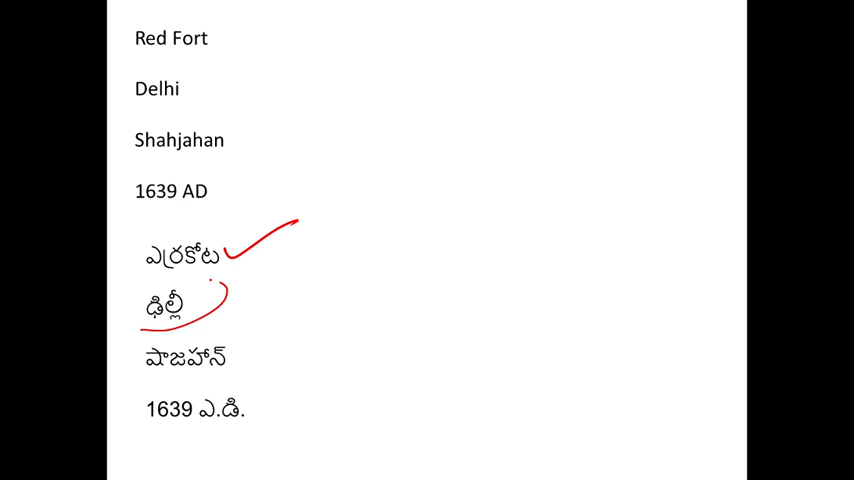 Red Fort
Delhi
Shahjahan
1639 AD
ఎర్రకోట
ఢిల్లీ
షాజహాన్
1639 ఎ.డి.